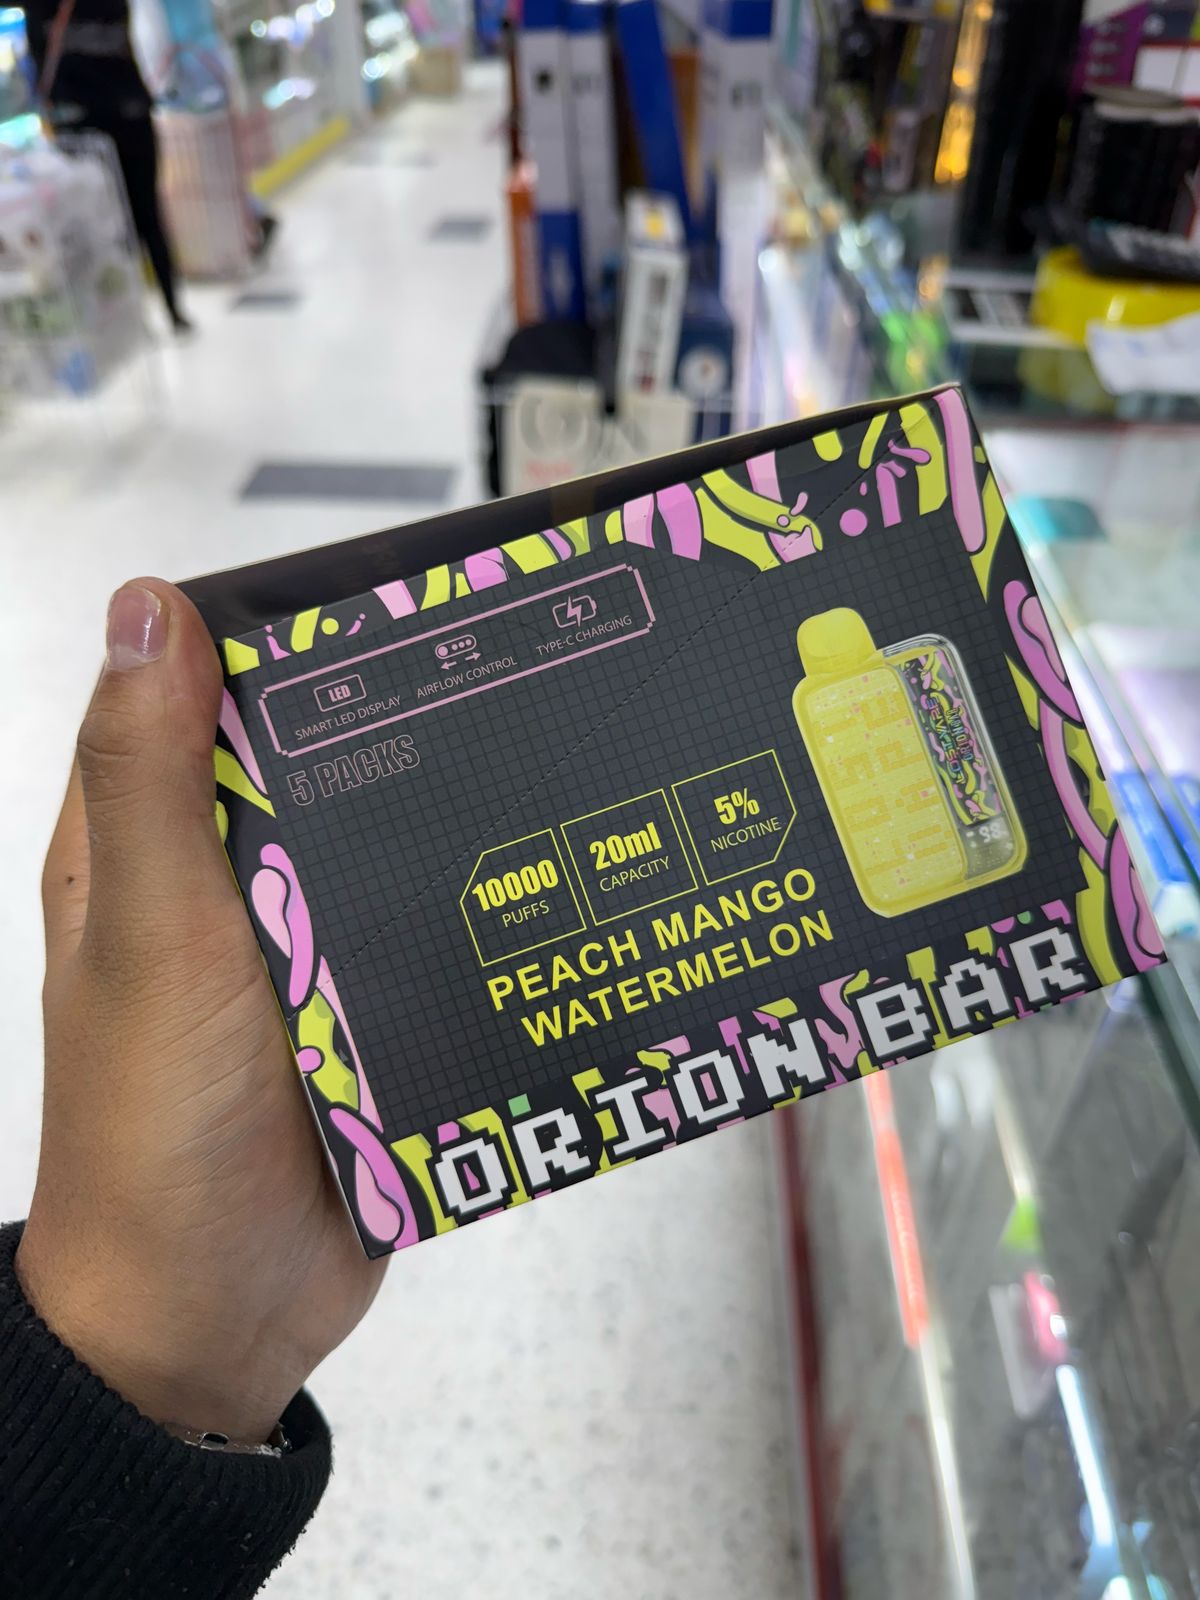 LED
SMART LED DISPLAY
AIRFLOW CONTROL
TYPE-C CHARGING
5 PACKS
10000
PUFFS
20ml
CAPACITY
5%
NICOTINE
PEACH MANGO
WATERMELON
ORION BAR